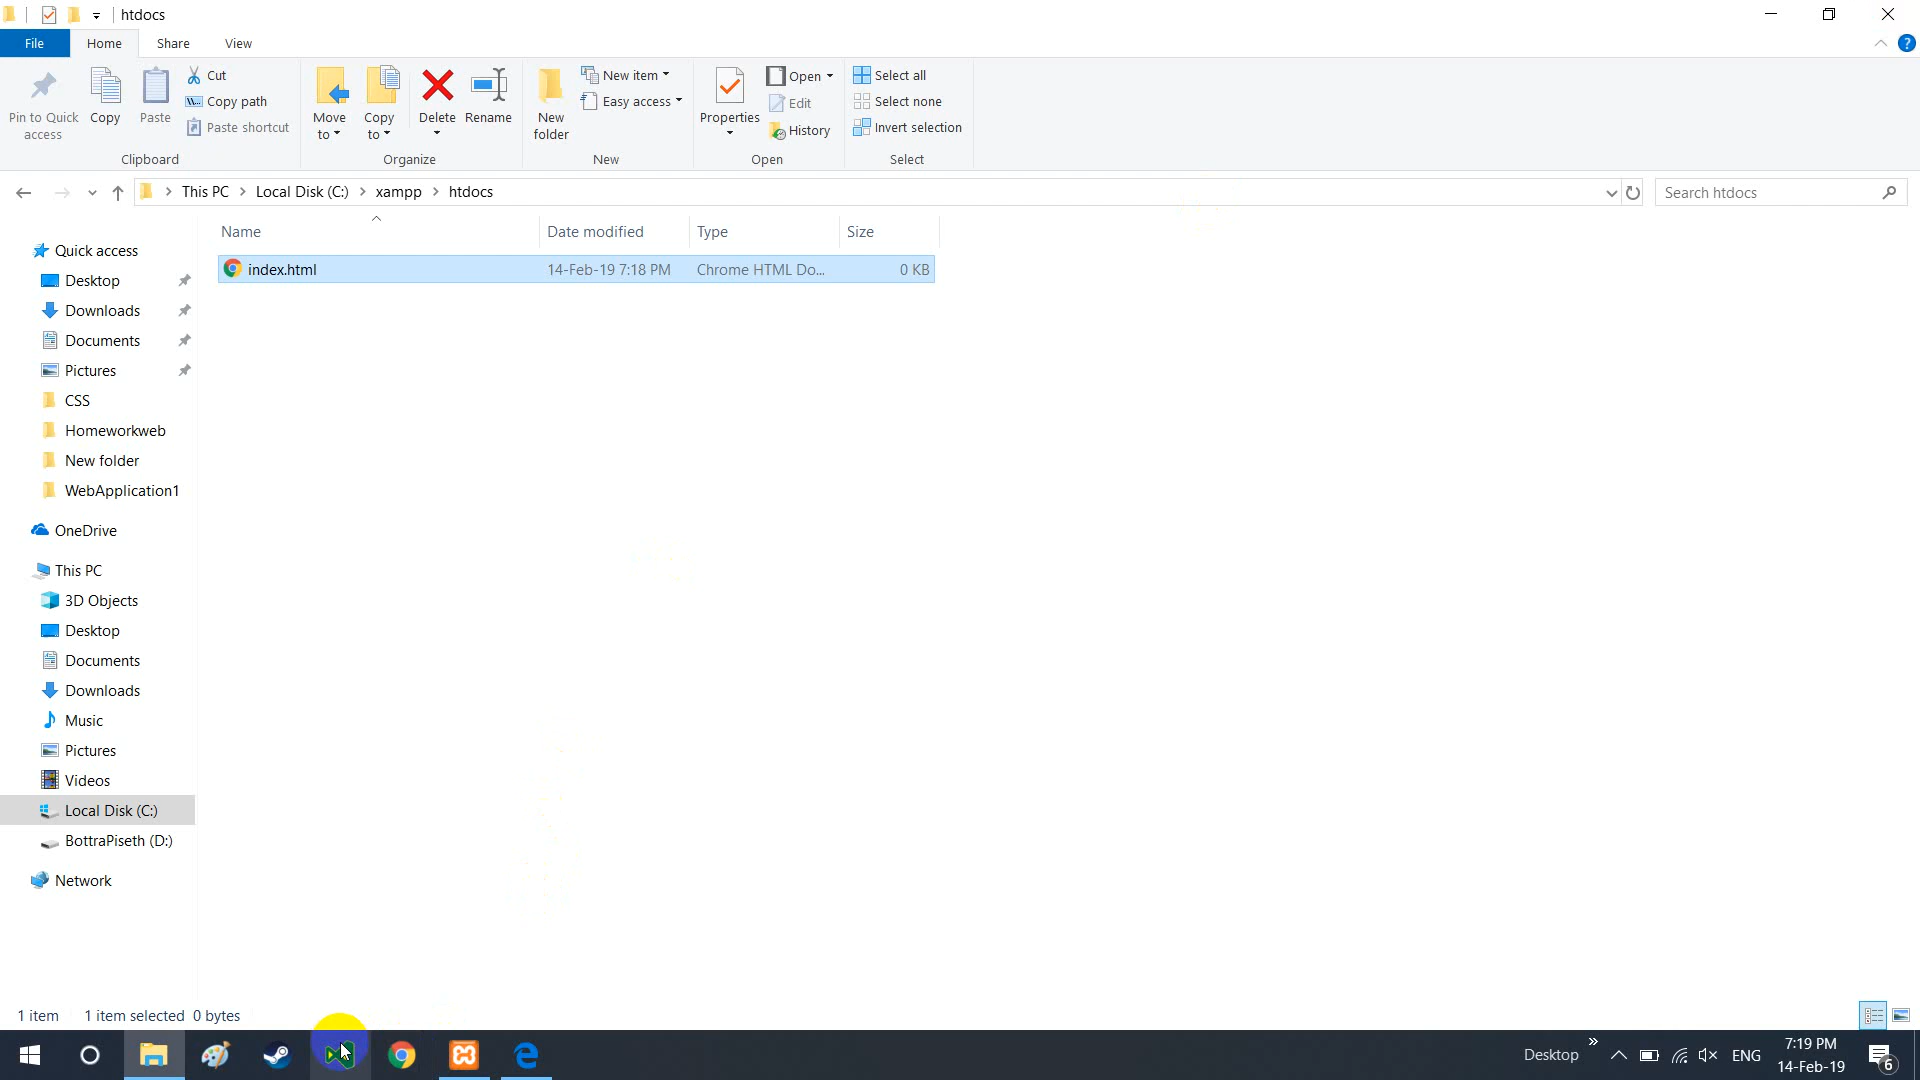 htdocs
File Home Share View
Pin to Quick access
Copy
Paste
Cut
Copy path
Paste shortcut
Clipboard
Move to
Copy to
Delete
Rename
Organize
New folder
New item
Easy access
New
Properties
Open
Edit
History
Open
Select all
Select none
Invert selection
Select
This PC Local Disk (C:) xampp htdocs
Search htdocs
Name Date modified Type Size
index.html 14-Feb-19 7:18 PM Chrome HTML Do... 0 KB
Quick access
Desktop
Downloads
Documents
Pictures
CSS
Homeworkweb
New folder
WebApplication1
OneDrive
This PC
3D Objects
Desktop
Documents
Downloads
Music
Pictures
Videos
Local Disk (C:)
BottraPiseth (D:)
Network
1 item 1 item selected 0 bytes
Desktop
ENG
7:19 PM
14-Feb-19
6